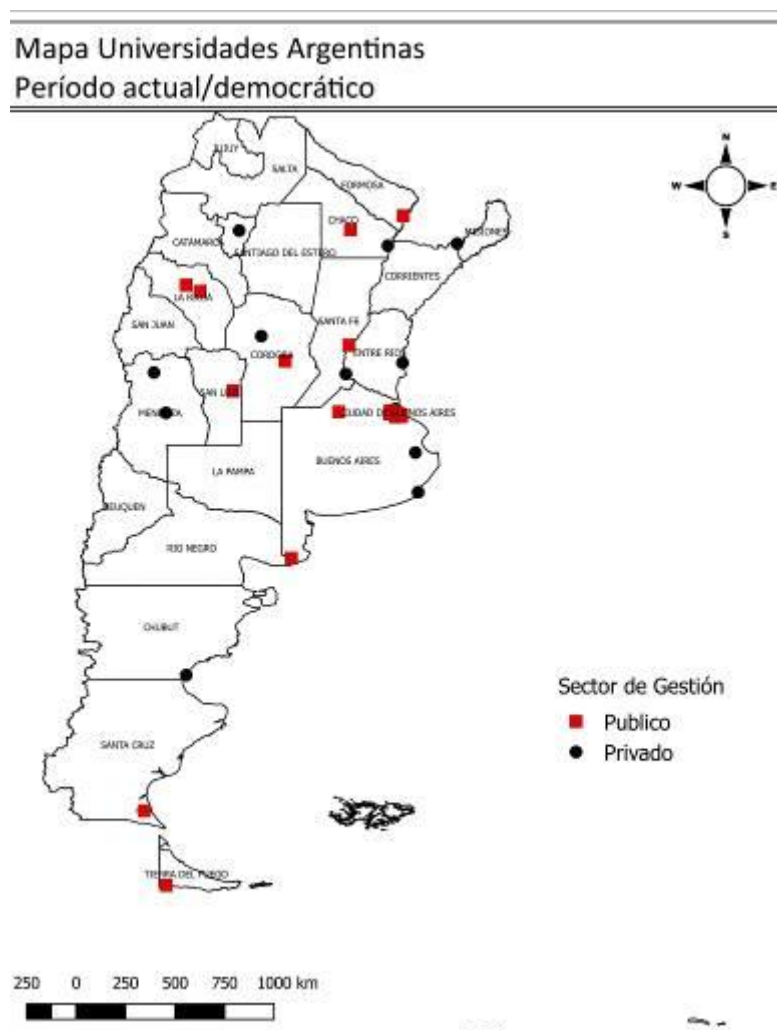 Mapa Universidades Argentinas
Período actual/democrático
N
W
E
S
JUJUY
SALTA
FORMOSA
CHACO
MISIONES
CATAMARCA
SANTIAGO DEL ESTERO
CORRIENTES
LA RIOJA
SANTA FE
SAN JUAN
CORDOBA
ENTRE RIOS
SAN LUIS
MENDOZA
CIUDAD DE BUENOS AIRES
BUENOS AIRES
LA PAMPA
NEUQUEN
RIO NEGRO
CHUBUT
SANTA CRUZ
TIERRA DEL FUEGO
Sector de Gestión
Publico
Privado
250 0 250 500 750 1000 km